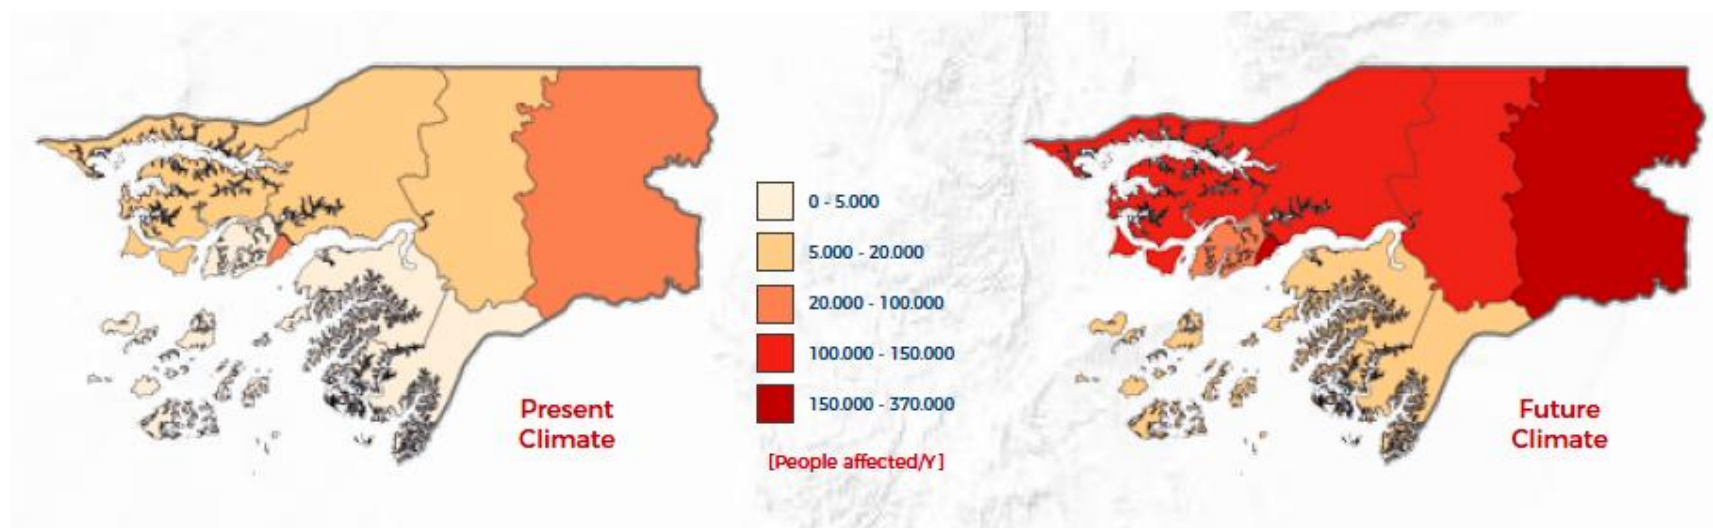 0 - 5.000
5.000 - 20.000
20.000 - 100.000
100.000 - 150.000
150.000 - 370.000
[People affected/Y]
Present
Climate
Future
Climate